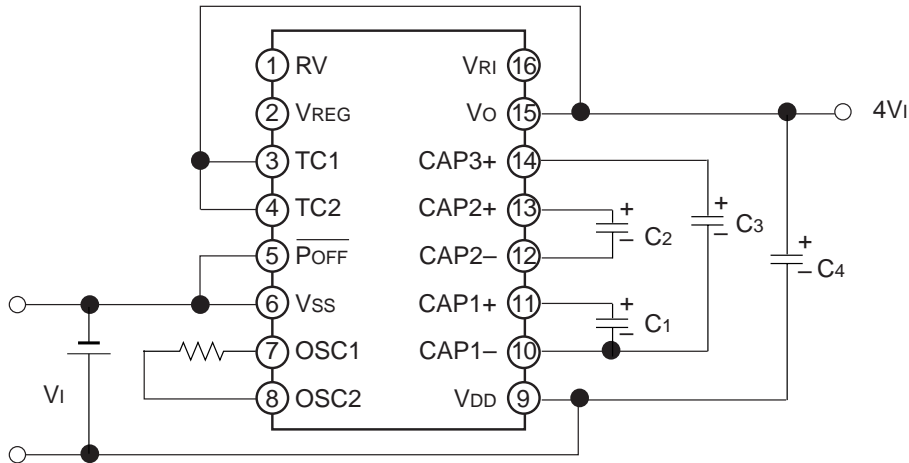 1 RV VRI 16
2 VREG VO 15 4VI
3 TC1 CAP3+ 14
4 TC2 CAP2+ 13 + – C2 + – C3
5 POFF CAP2– 12 + – C4
6 VSS CAP1+ 11 + – C1
7 OSC1 CAP1– 10
VI
8 OSC2 VDD 9